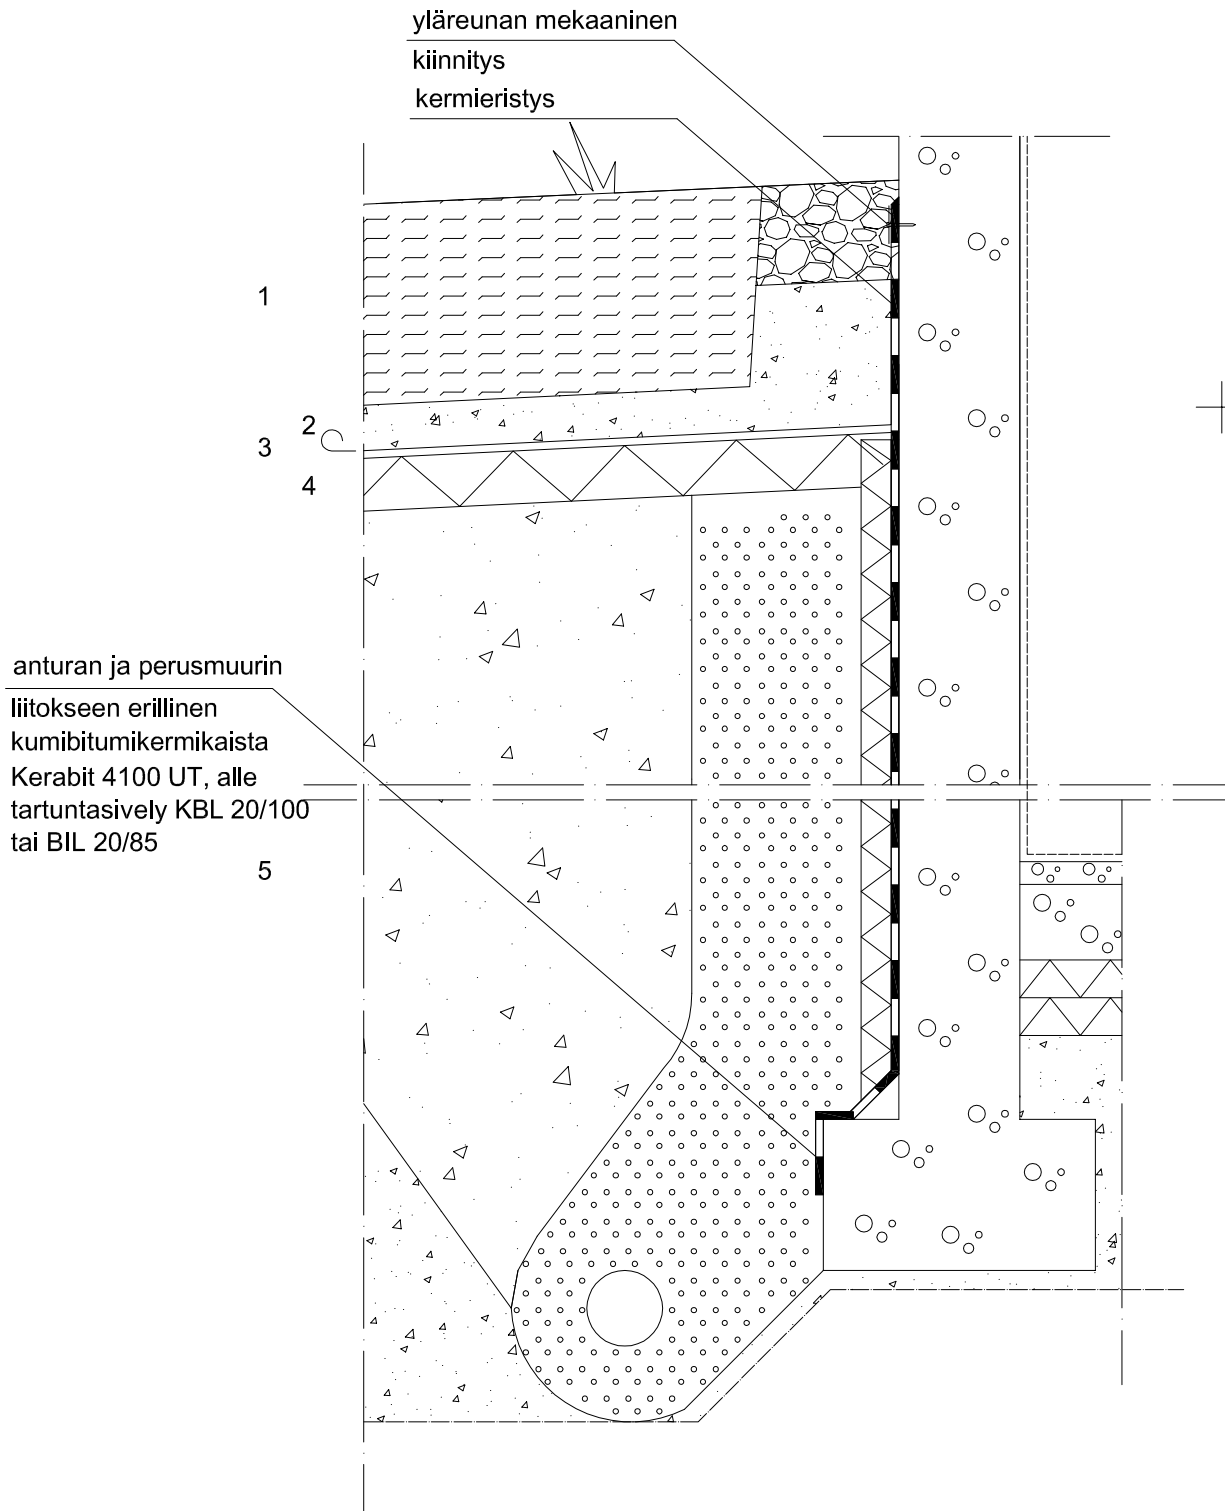 yläreunan mekaaninen
kiinnitys
kermieristys
1
2
3
4
anturan ja perusmuurin
liitokseen erillinen
kumibitumikermikaista
Kerabit 4100 UT, alle
tartuntasively KBL 20/100
tai BIL 20/85
5